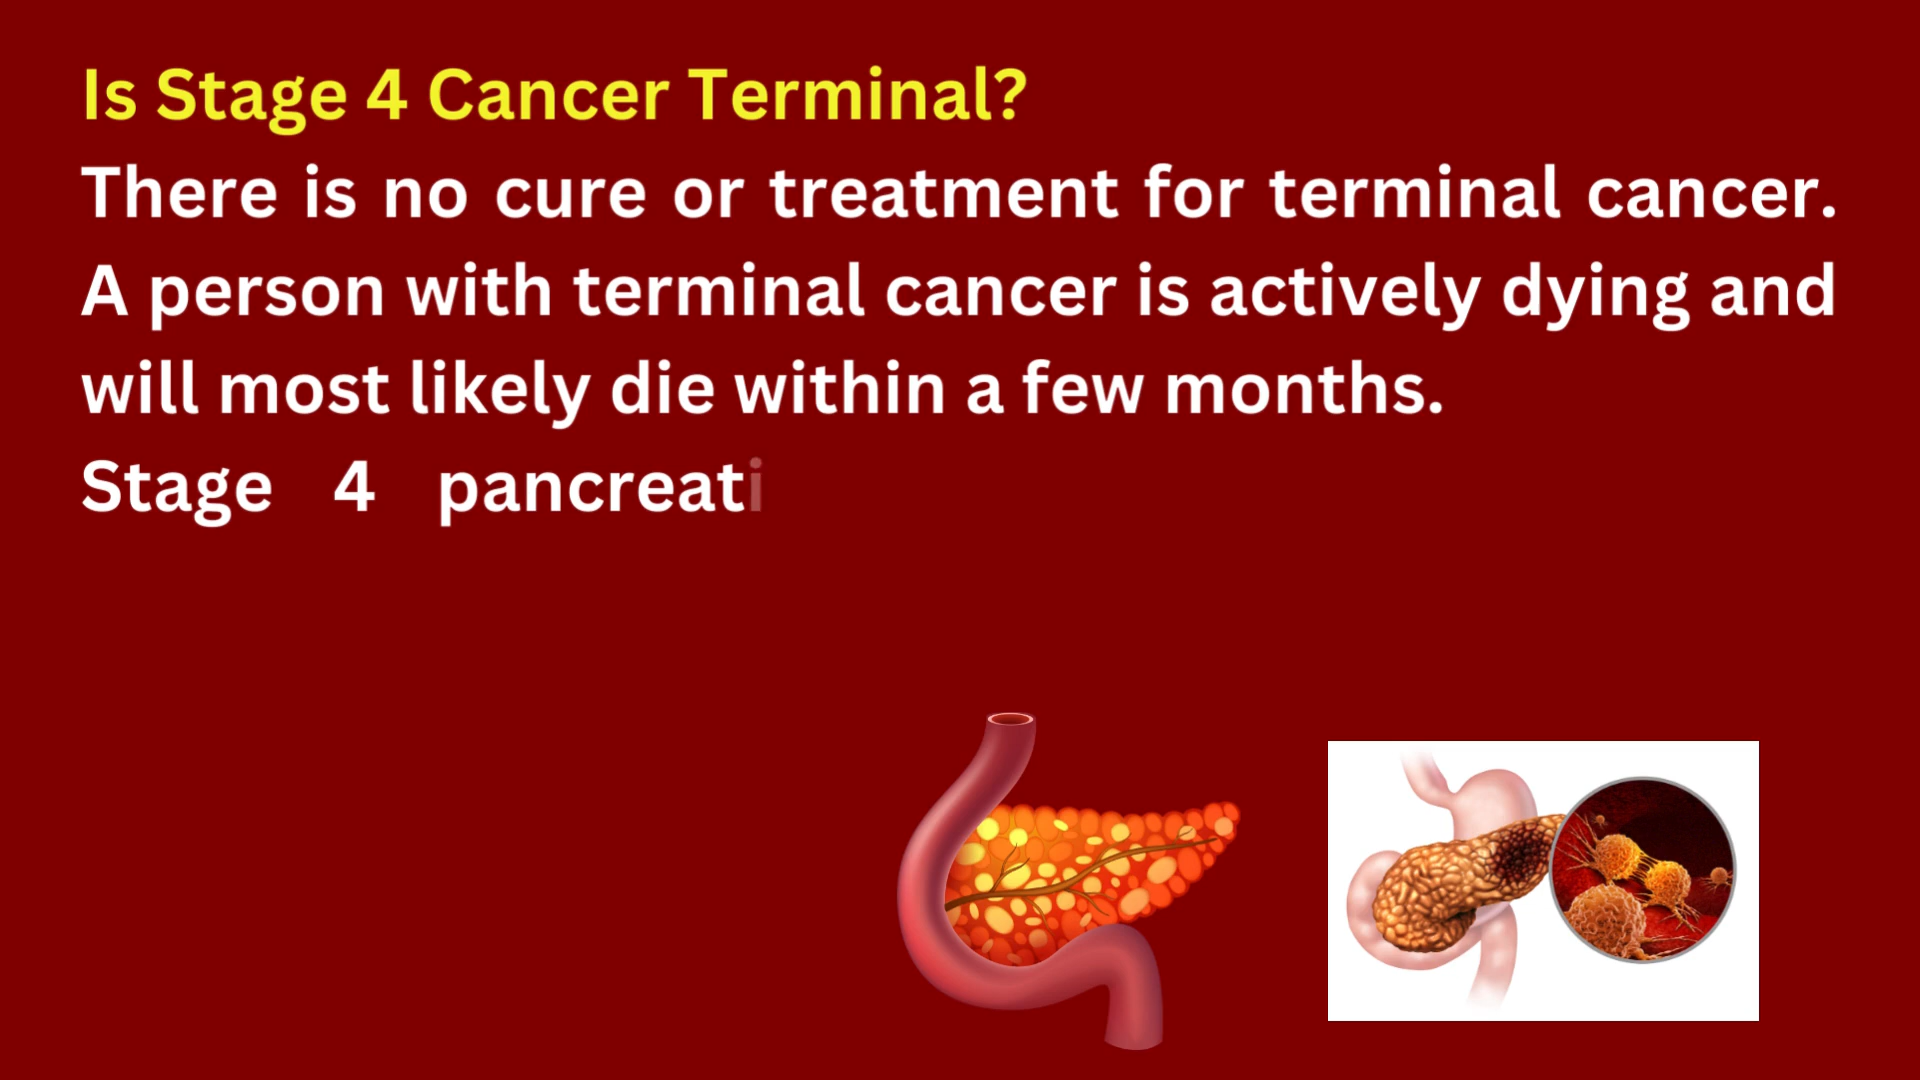 Is Stage 4 Cancer Terminal?
There is no cure or treatment for terminal cancer.
A person with terminal cancer is actively dying and
will most likely die within a few months.
Stage 4 pancreati